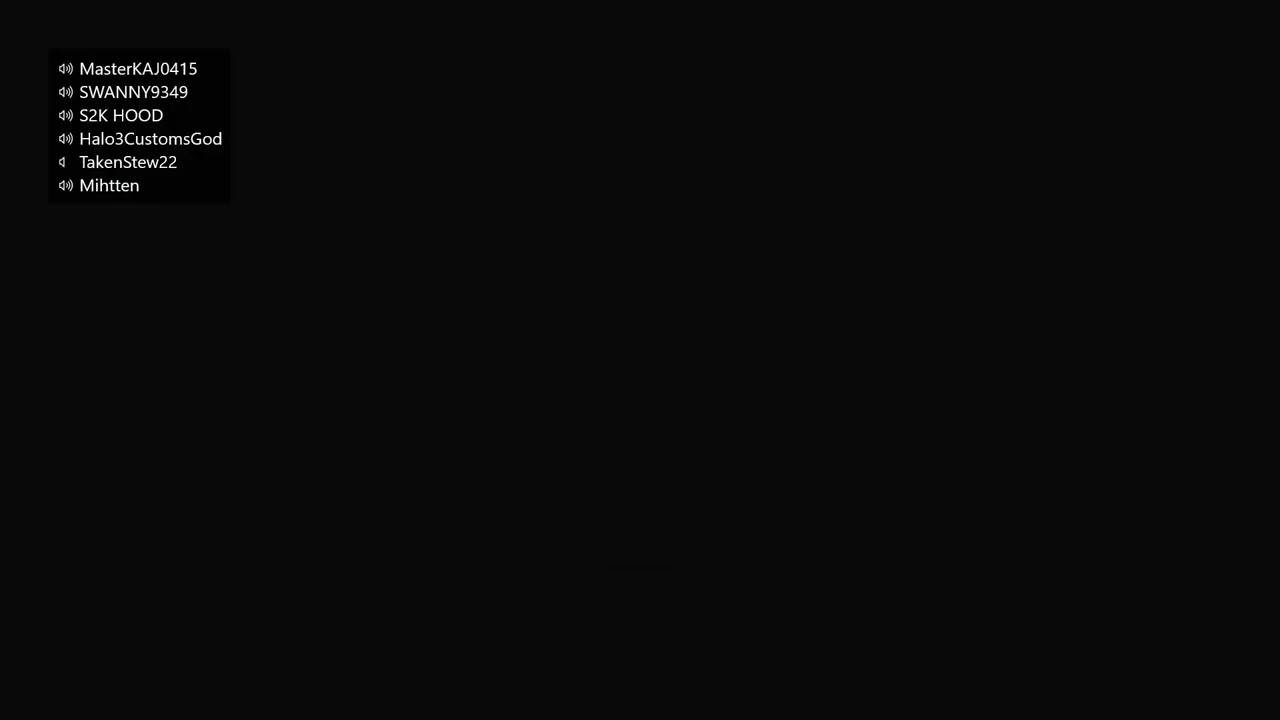 MasterKAJ0415
SWANNY9349
S2K HOOD
Halo3CustomsGod
TakenStew22
Mihtten